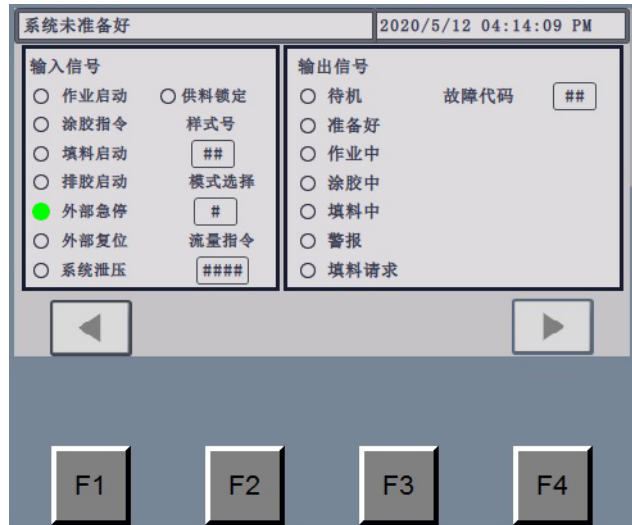 系统未准备好 2020/5/12 04:14:09 PM
输入信号
作业启动 供料锁定
涂胶指令 样式号
填料启动 ##
排胶启动 模式选择
外部急停 #
外部复位 流量指令
系统泄压 ####
输出信号
待机 故障代码 ##
准备好
作业中
涂胶中
填料中
警报
填料请求
F1 F2 F3 F4